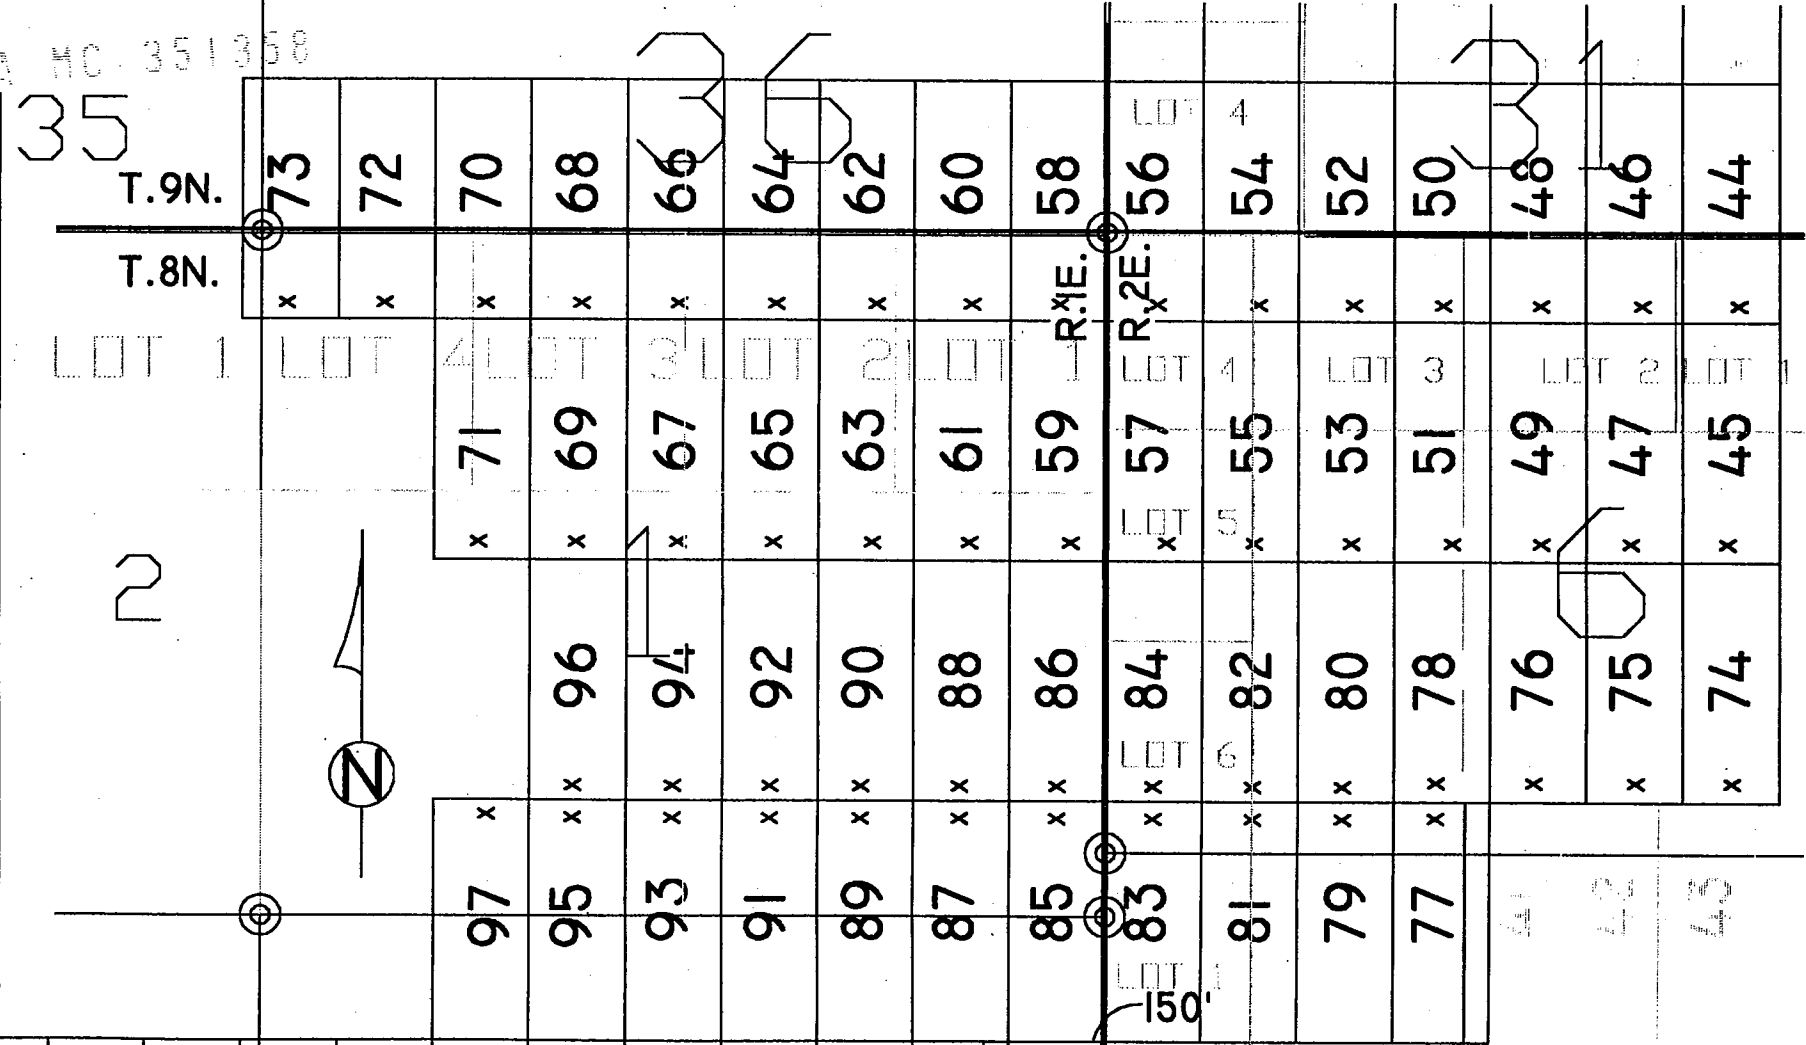 MC 351358
36 31
35
LOT 4
T.9N.
73 72 70 68 66 64 62 60 58 56 54 52 50 48 46 44
T.8N.
x x x x x x x x x x x x x x x x
R.1E. R.2E.
LOT 1 LOT 4 LOT 3 LOT 2 LOT 1 LOT 4 LOT 3 LOT 2 LOT 1
71 69 67 65 63 61 59 57 55 53 51 49 47 45
LOT 5
x x x x x x x x x x x x x x
2 1 6
96 94 92 90 88 86 84 82 80 78 76 75 74
LOT 6
N
x x x x x x x x x x x x x
x x x x x x x x x x x
97 95 93 91 89 87 85 83 81 79 77 41 42 43
LOT 1
150'